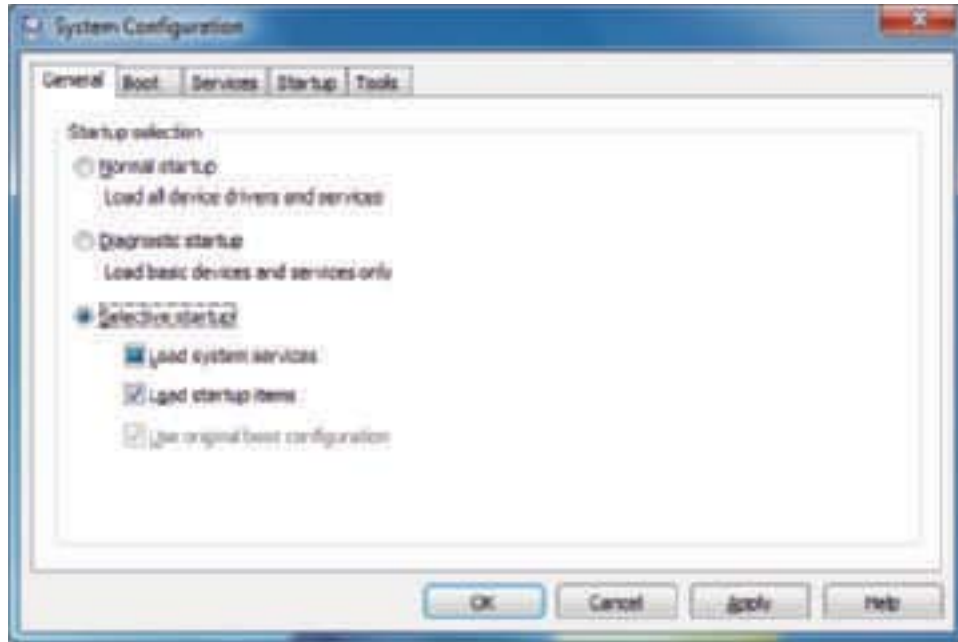 System Configuration
General Boot Services Startup Tools
Startup selection
Normal startup
Load all device drivers and services
Diagnostic startup
Load basic devices and services only
Selective startup
Load system services
Load startup items
Use original boot configuration
OK Cancel Apply Help